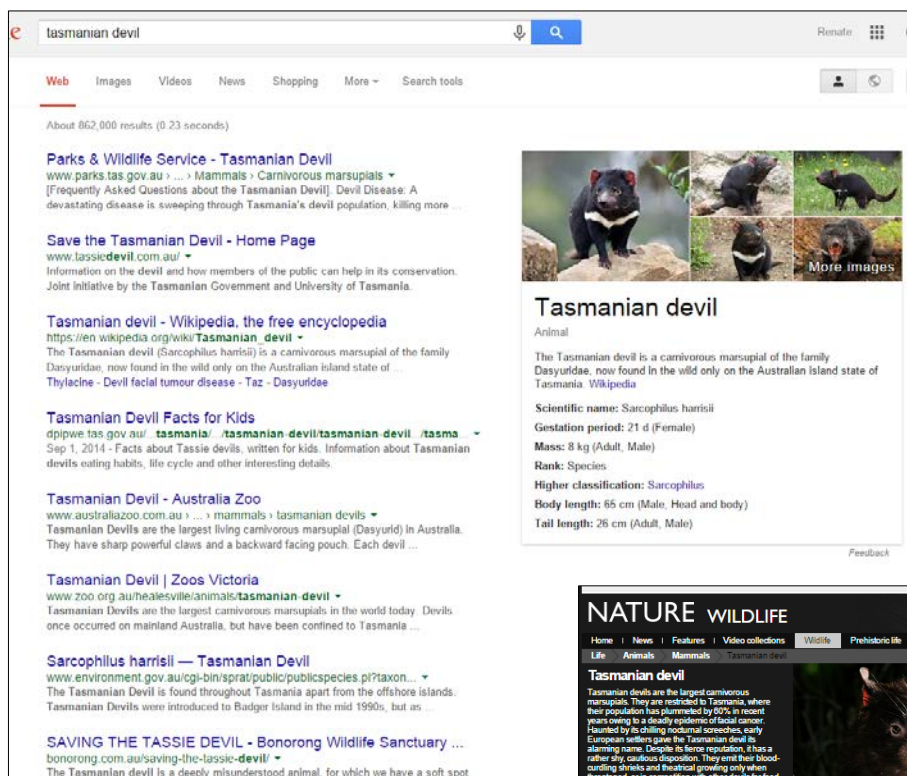 e tasmanian devil
Renate
Web Images Videos News Shopping More Search tools
About 862,000 results (0.23 seconds)
Parks & Wildlife Service - Tasmanian Devil
www.parks.tas.gov.au › ... › Mammals › Carnivorous marsupials
[Frequently Asked Questions about the Tasmanian Devil]. Devil Disease: A
devastating disease is sweeping through Tasmania's devil population, killing more ...
Save the Tasmanian Devil - Home Page
www.tassiedevil.com.au/
Information on the devil and how members of the public can help in its conservation.
Joint initiative by the Tasmanian Government and University of Tasmania.
Tasmanian devil - Wikipedia, the free encyclopedia
https://en.wikipedia.org/wiki/Tasmanian_devil
The Tasmanian devil (Sarcophilus harrisii) is a carnivorous marsupial of the family
Dasyuridae, now found in the wild only on the Australian island state of ...
Thylacine - Devil facial tumour disease - Taz - Dasyuridae
Tasmanian Devil Facts for Kids
dpipwe.tas.gov.au/...tasmania/.../tasmanian-devil/tasmanian-devil.../tasma...
Sep 1, 2014 - Facts about Tassie devils, written for kids. Information about Tasmanian
devils eating habits, life cycle and other interesting details.
Tasmanian Devil - Australia Zoo
www.australiazoo.com.au › ... › mammals › tasmanian devils
Tasmanian Devils are the largest living carnivorous marsupial (Dasyurid) in Australia.
They have sharp powerful claws and a backward facing pouch. Each devil ...
Tasmanian Devil | Zoos Victoria
www.zoo.org.au/healesville/animals/tasmanian-devil
Tasmanian Devils are the largest carnivorous marsupials in the world today. Devils
once occurred on mainland Australia, but have been confined to Tasmania ...
Sarcophilus harrisii — Tasmanian Devil
www.environment.gov.au/cgi-bin/sprat/public/publicspecies.pl?taxon...
The Tasmanian Devil is found throughout Tasmania apart from the offshore islands.
Tasmanian Devils were introduced to Badger Island in the mid 1990s, but as ...
SAVING THE TASSIE DEVIL - Bonorong Wildlife Sanctuary ...
bonorong.com.au/saving-the-tassie-devil/
The Tasmanian devil is a deeply misunderstood animal, for which we have a soft spot
More images
Tasmanian devil
Animal
The Tasmanian devil is a carnivorous marsupial of the family
Dasyuridae, now found in the wild only on the Australian island state of
Tasmania. Wikipedia
Scientific name: Sarcophilus harrisii
Gestation period: 21 d (Female)
Mass: 8 kg (Adult, Male)
Rank: Species
Higher classification: Sarcophilus
Body length: 65 cm (Male, Head and body)
Tail length: 26 cm (Adult, Male)
Feedback
NATURE WILDLIFE
Home | News | Features | Video collections Wildlife Prehistoric life
Life Animals Mammals Tasmanian devil
Tasmanian devil
Tasmanian devils are the largest carnivorous
marsupials. They are restricted to Tasmania, where
their population has plummeted by 60% in recent
years owing to a deadly epidemic of facial cancer.
Haunted by its chilling nocturnal screeches, early
European settlers gave the Tasmanian devil its
alarming name. Despite its fierce reputation, it has a
rather shy, cautious disposition. They emit their blood-
curdling shrieks and theatrical growling only when